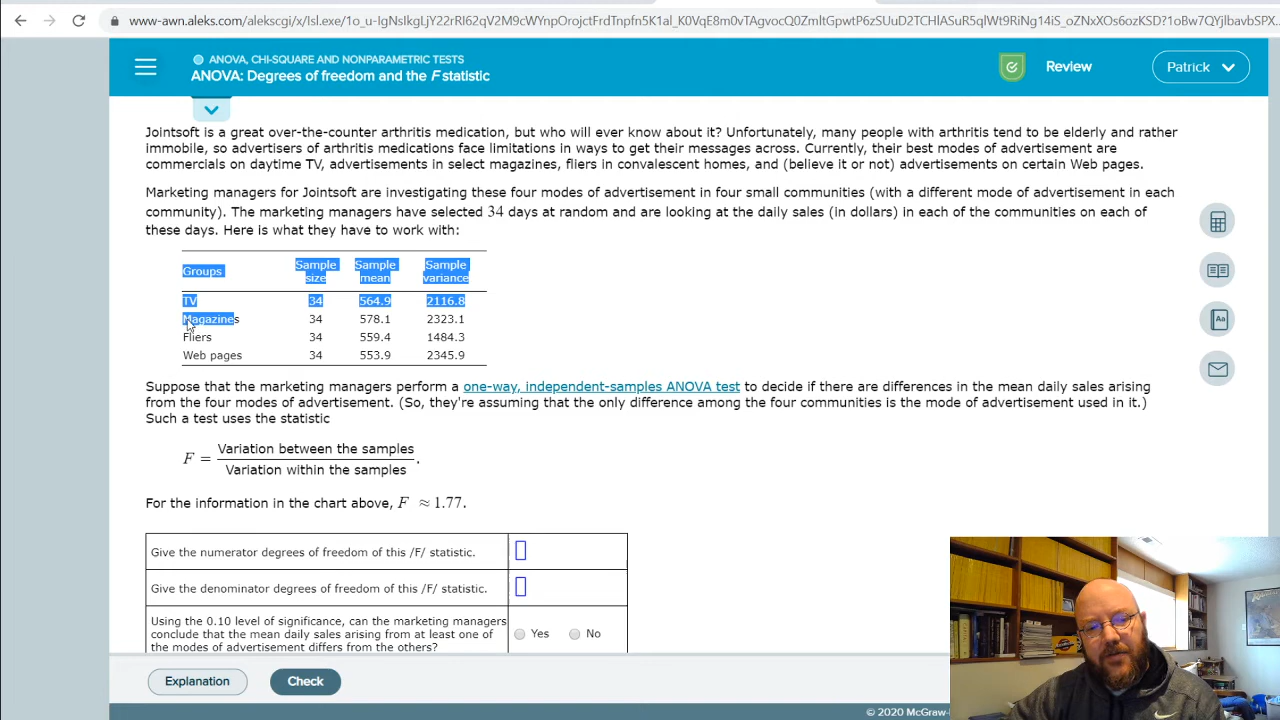 www-awn.aleks.com/alekscgi/x/Isl.exe/1o_u-IgNsIkgLjY22rRI62qV2M9cWYnpOrojctFrdTnpfn5K1al_K0VqE8m0vTAgvocQ0ZmltGpwtP6zSUuD2TCHlASuR5qlWt9RiNg14iS_oZNxXOs6ozKSD?1oBw7QYjlbavbSPX...
ANOVA, CHI-SQUARE AND NONPARAMETRIC TESTS
ANOVA: Degrees of freedom and the F statistic
Review
Patrick
Jointsoft is a great over-the-counter arthritis medication, but who will ever know about it? Unfortunately, many people with arthritis tend to be elderly and rather
immobile, so advertisers of arthritis medications face limitations in ways to get their messages across. Currently, their best modes of advertisement are
commercials on daytime TV, advertisements in select magazines, fliers in convalescent homes, and (believe it or not) advertisements on certain Web pages.
Marketing managers for Jointsoft are investigating these four modes of advertisement in four small communities (with a different mode of advertisement in each
community). The marketing managers have selected 34 days at random and are looking at the daily sales (in dollars) in each of the communities on each of
these days. Here is what they have to work with:
Groups Sample size Sample mean Sample variance
TV 34 564.9 2116.8
Magazines 34 578.1 2323.1
Fliers 34 559.4 1484.3
Web pages 34 553.9 2345.9
Suppose that the marketing managers perform a one-way, independent-samples ANOVA test to decide if there are differences in the mean daily sales arising
from the four modes of advertisement. (So, they're assuming that the only difference among the four communities is the mode of advertisement used in it.)
Such a test uses the statistic
F = Variation between the samples / Variation within the samples .
For the information in the chart above, F ≈ 1.77.
Give the numerator degrees of freedom of this /F/ statistic.
Give the denominator degrees of freedom of this /F/ statistic.
Using the 0.10 level of significance, can the marketing managers
conclude that the mean daily sales arising from at least one of
the modes of advertisement differs from the others?
Yes No
Explanation Check
© 2020 McGraw-